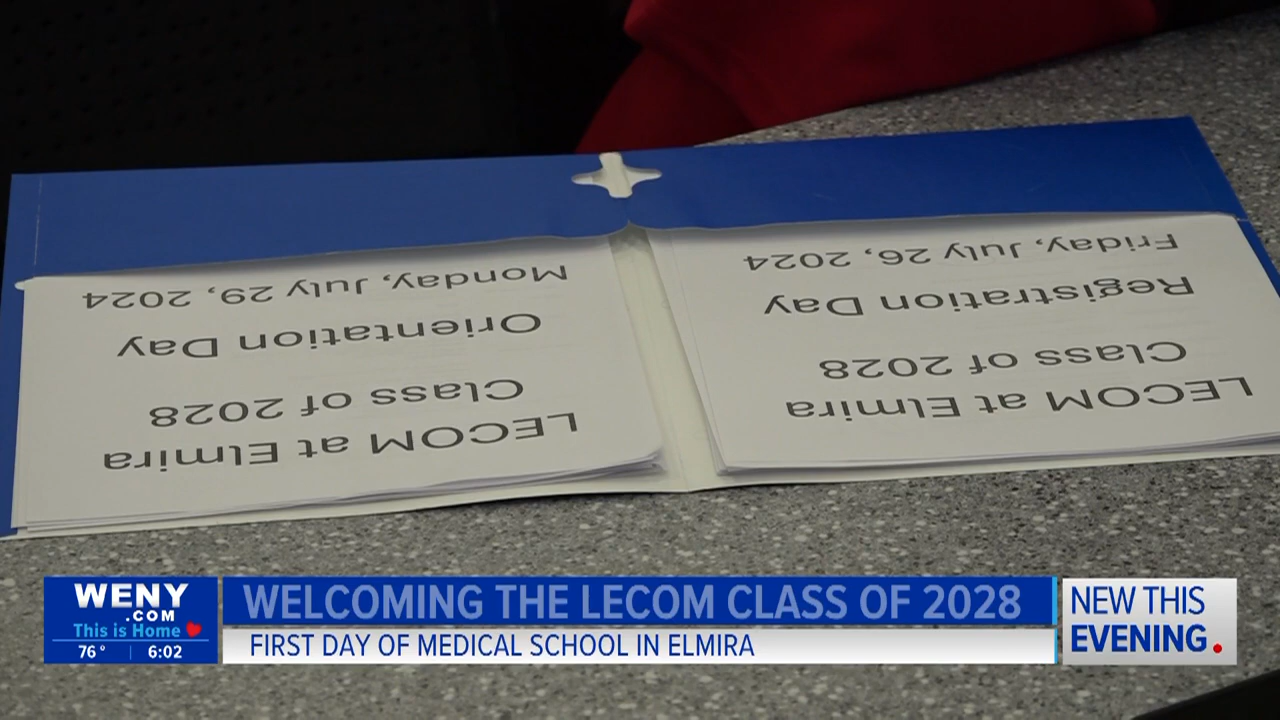 LECOM at Elmira
Class of 2028
Registration Day
Friday, July 26, 2024
LECOM at Elmira
Class of 2028
Orientation Day
Monday, July 29, 2024
WENY
.COM
This is Home
76° 6:02
WELCOMING THE LECOM CLASS OF 2028
FIRST DAY OF MEDICAL SCHOOL IN ELMIRA
NEW THIS
EVENING.